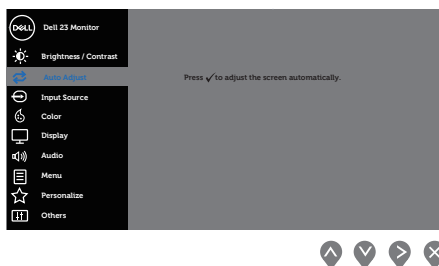 DELL
Dell 23 Monitor
Brightness / Contrast
Auto Adjust
Press ✓ to adjust the screen automatically.
Input Source
Color
Display
Audio
Menu
Personalize
Others